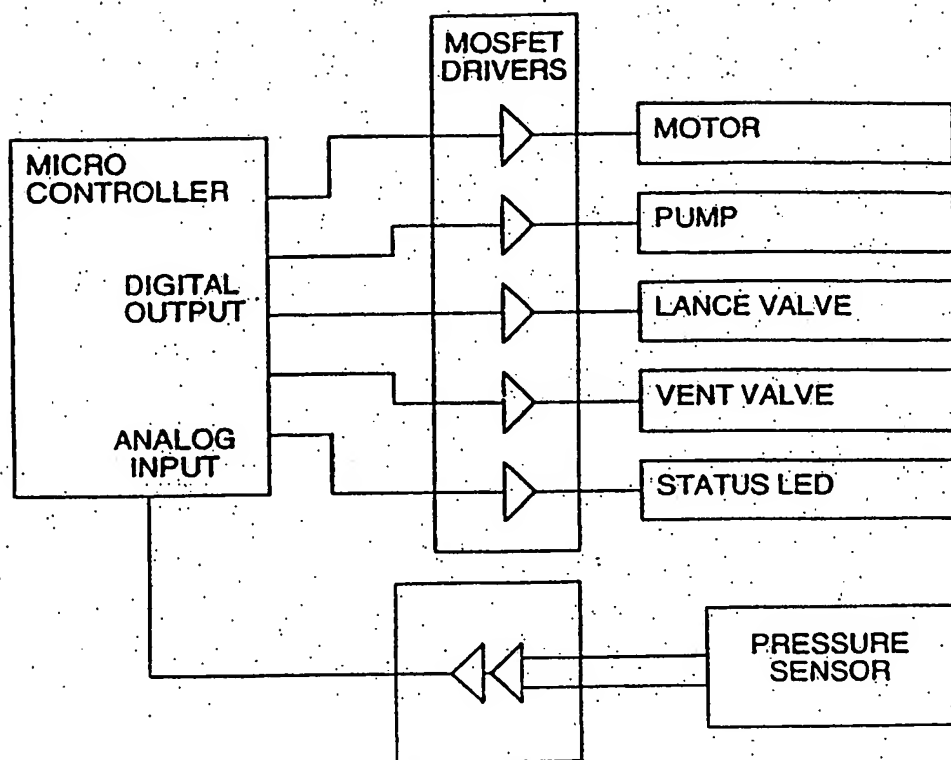 MOSFET
DRIVERS
MICRO
CONTROLLER
DIGITAL
OUTPUT
ANALOG
INPUT
MOTOR
PUMP
LANCE VALVE
VENT VALVE
STATUS LED
PRESSURE
SENSOR